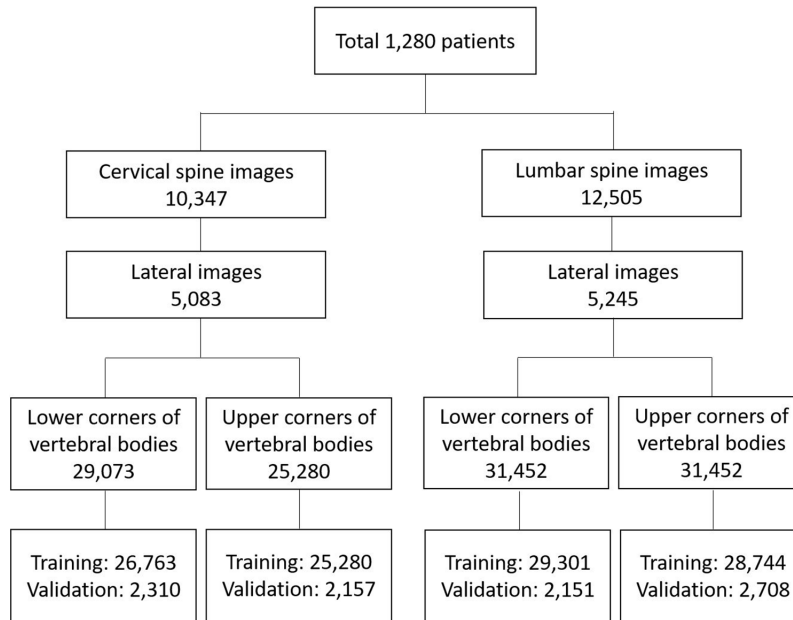 Total 1,280 patients
Cervical spine images
10,347
Lumbar spine images
12,505
Lateral images
5,083
Lateral images
5,245
Lower corners of
vertebral bodies
29,073
Upper corners of
vertebral bodies
25,280
Lower corners of
vertebral bodies
31,452
Upper corners of
vertebral bodies
31,452
Training: 26,763
Validation: 2,310
Training: 25,280
Validation: 2,157
Training: 29,301
Validation: 2,151
Training: 28,744
Validation: 2,708